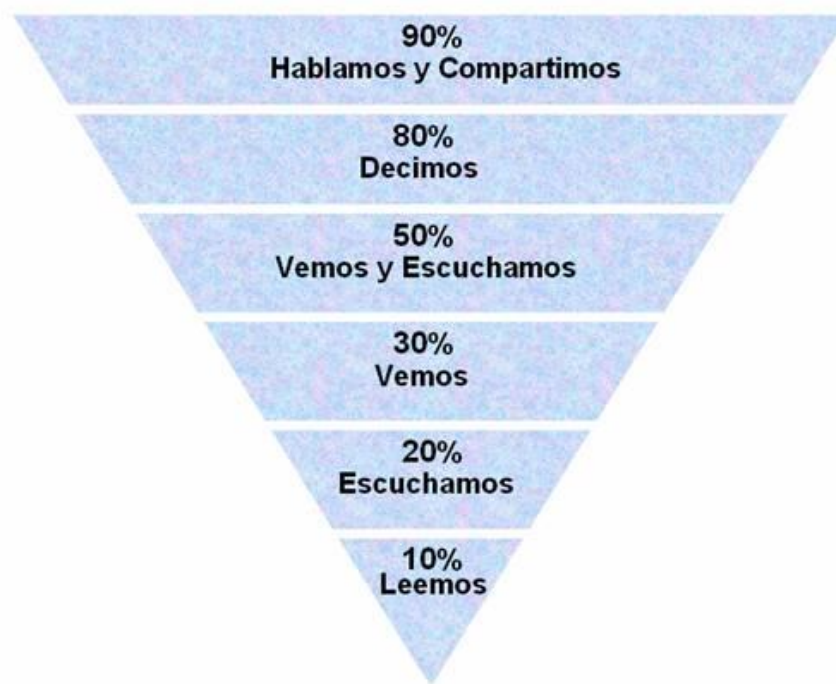 90%
Hablamos y Compartimos
80%
Decimos
50%
Vemos y Escuchamos
30%
Vemos
20%
Escuchamos
10%
Leemos